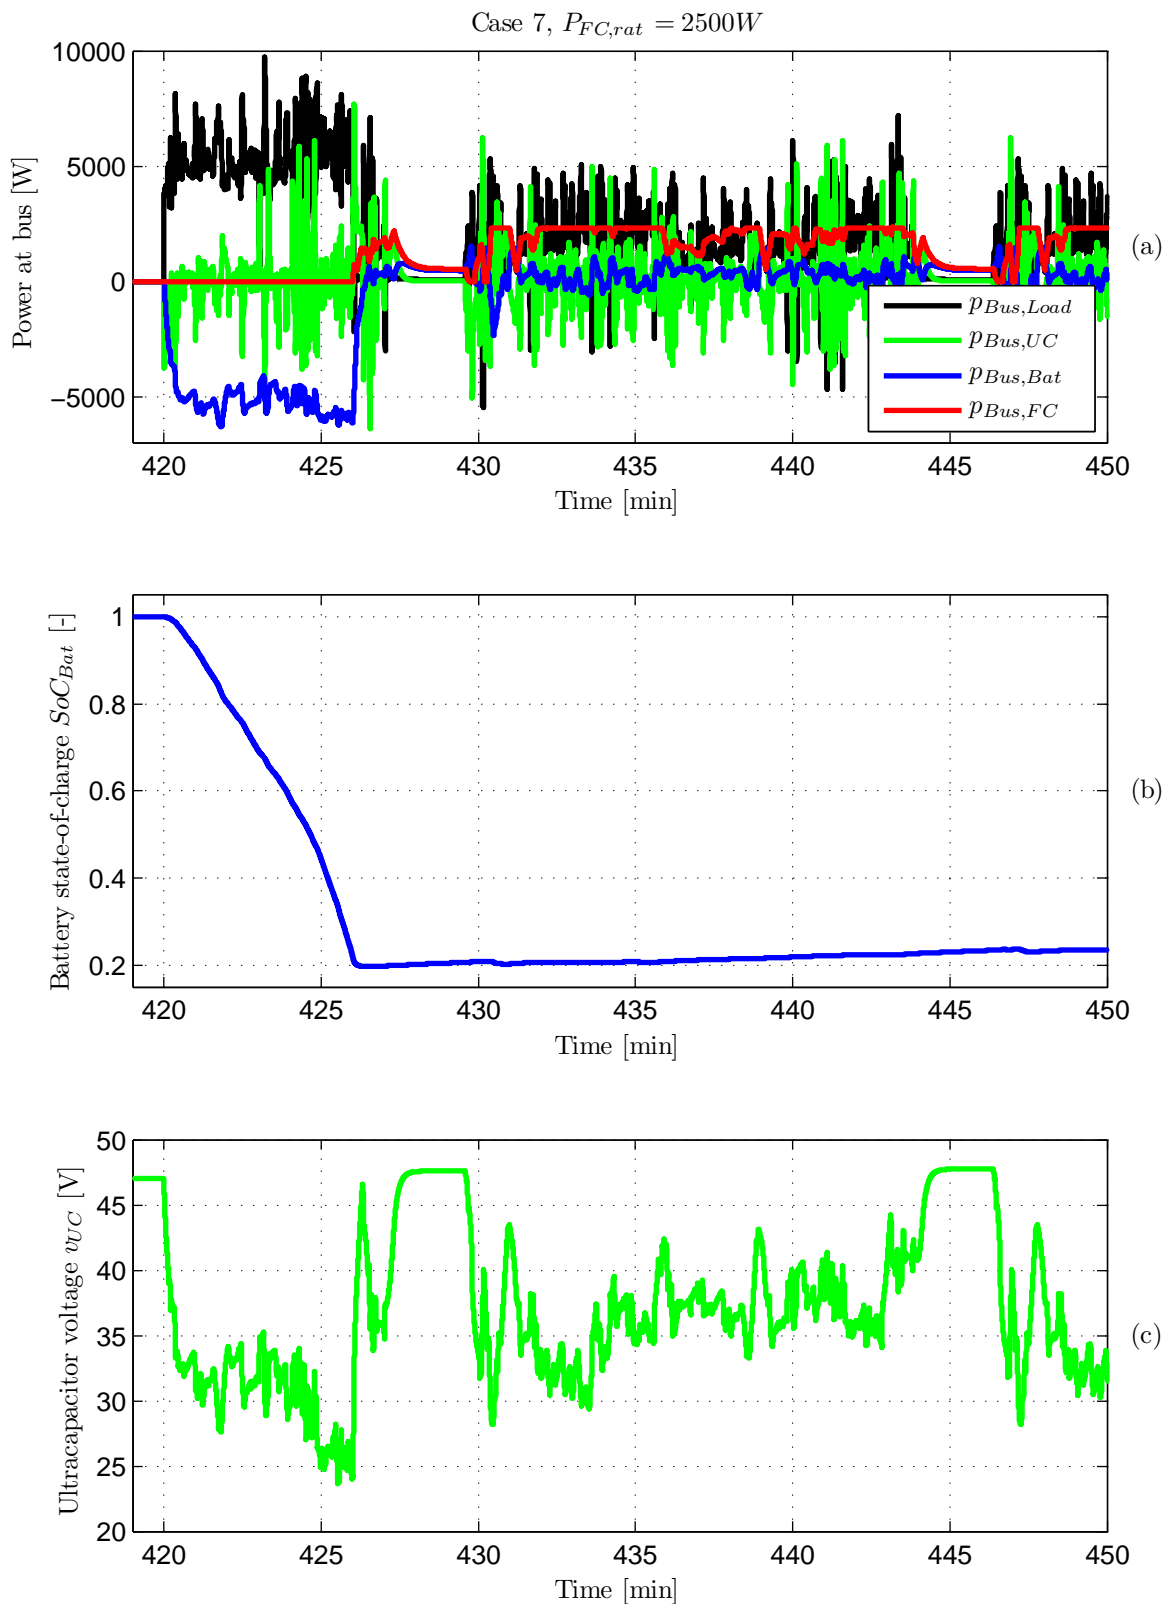 Case 7, P_{FC,rat} = 2500W
10000
5000
0
−5000
Power at bus [W]
(a)
p_{Bus,Load}
p_{Bus,UC}
p_{Bus,Bat}
p_{Bus,FC}
420 425 430 435 440 445 450
Time [min]
1
0.8
0.6
0.4
0.2
Battery state-of-charge SoC_{Bat} [-]
(b)
420 425 430 435 440 445 450
Time [min]
50
45
40
35
30
25
20
Ultracapacitor voltage v_{UC} [V]
(c)
420 425 430 435 440 445 450
Time [min]